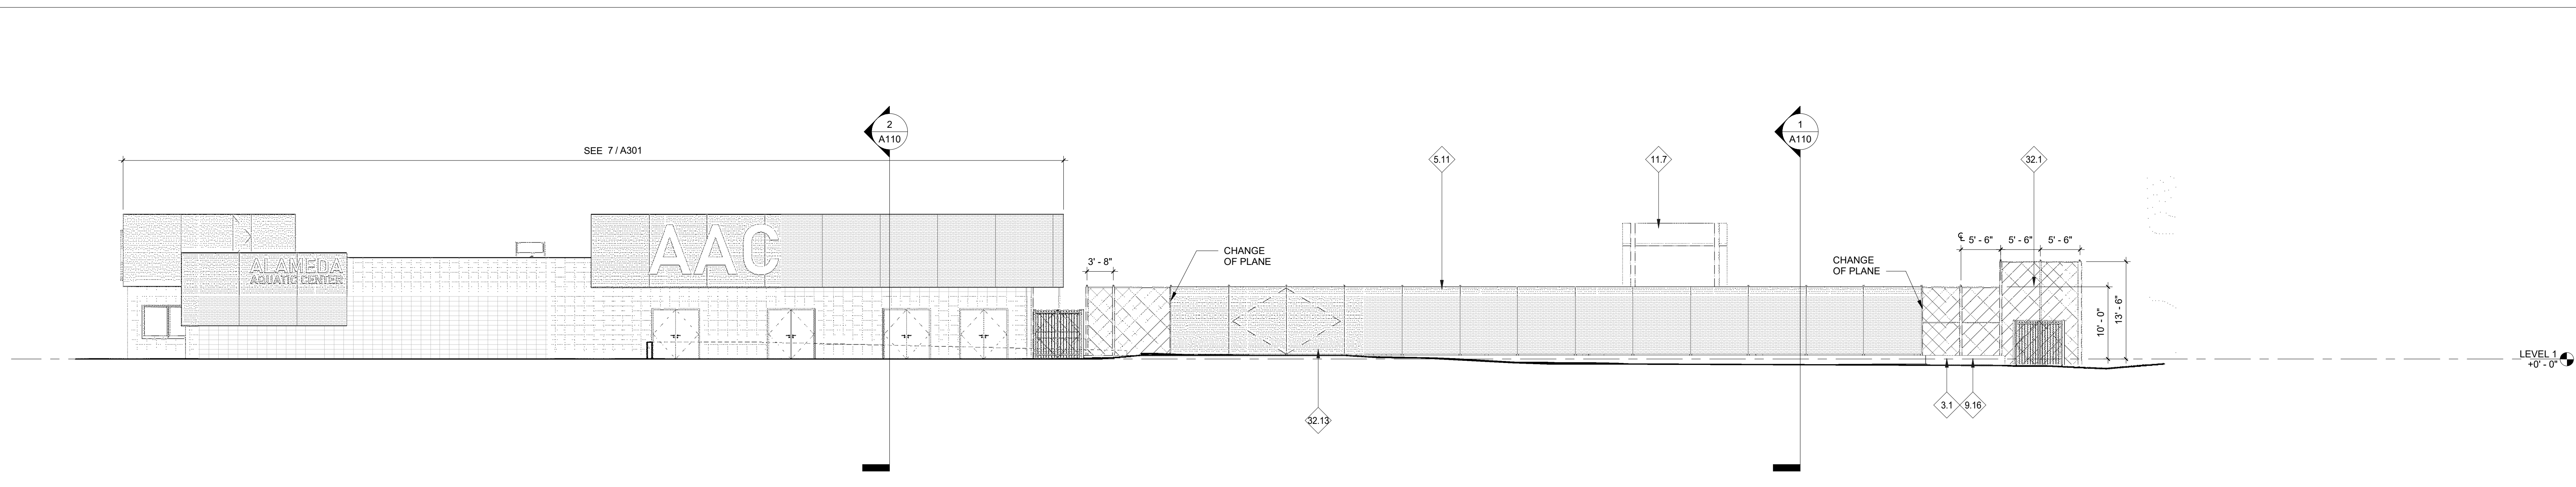 2
A110
1
A110
SEE 7 / A301
5.11
11.7
32.1
CHANGE
OF PLANE
CHANGE
OF PLANE
℄
5' - 6"
5' - 6"
5' - 6"
3' - 8"
AAC
ALAMEDA
AQUATIC CENTER
10' - 0"
13' - 6"
LEVEL 1
+0' - 0"
3.1
9.16
32.13